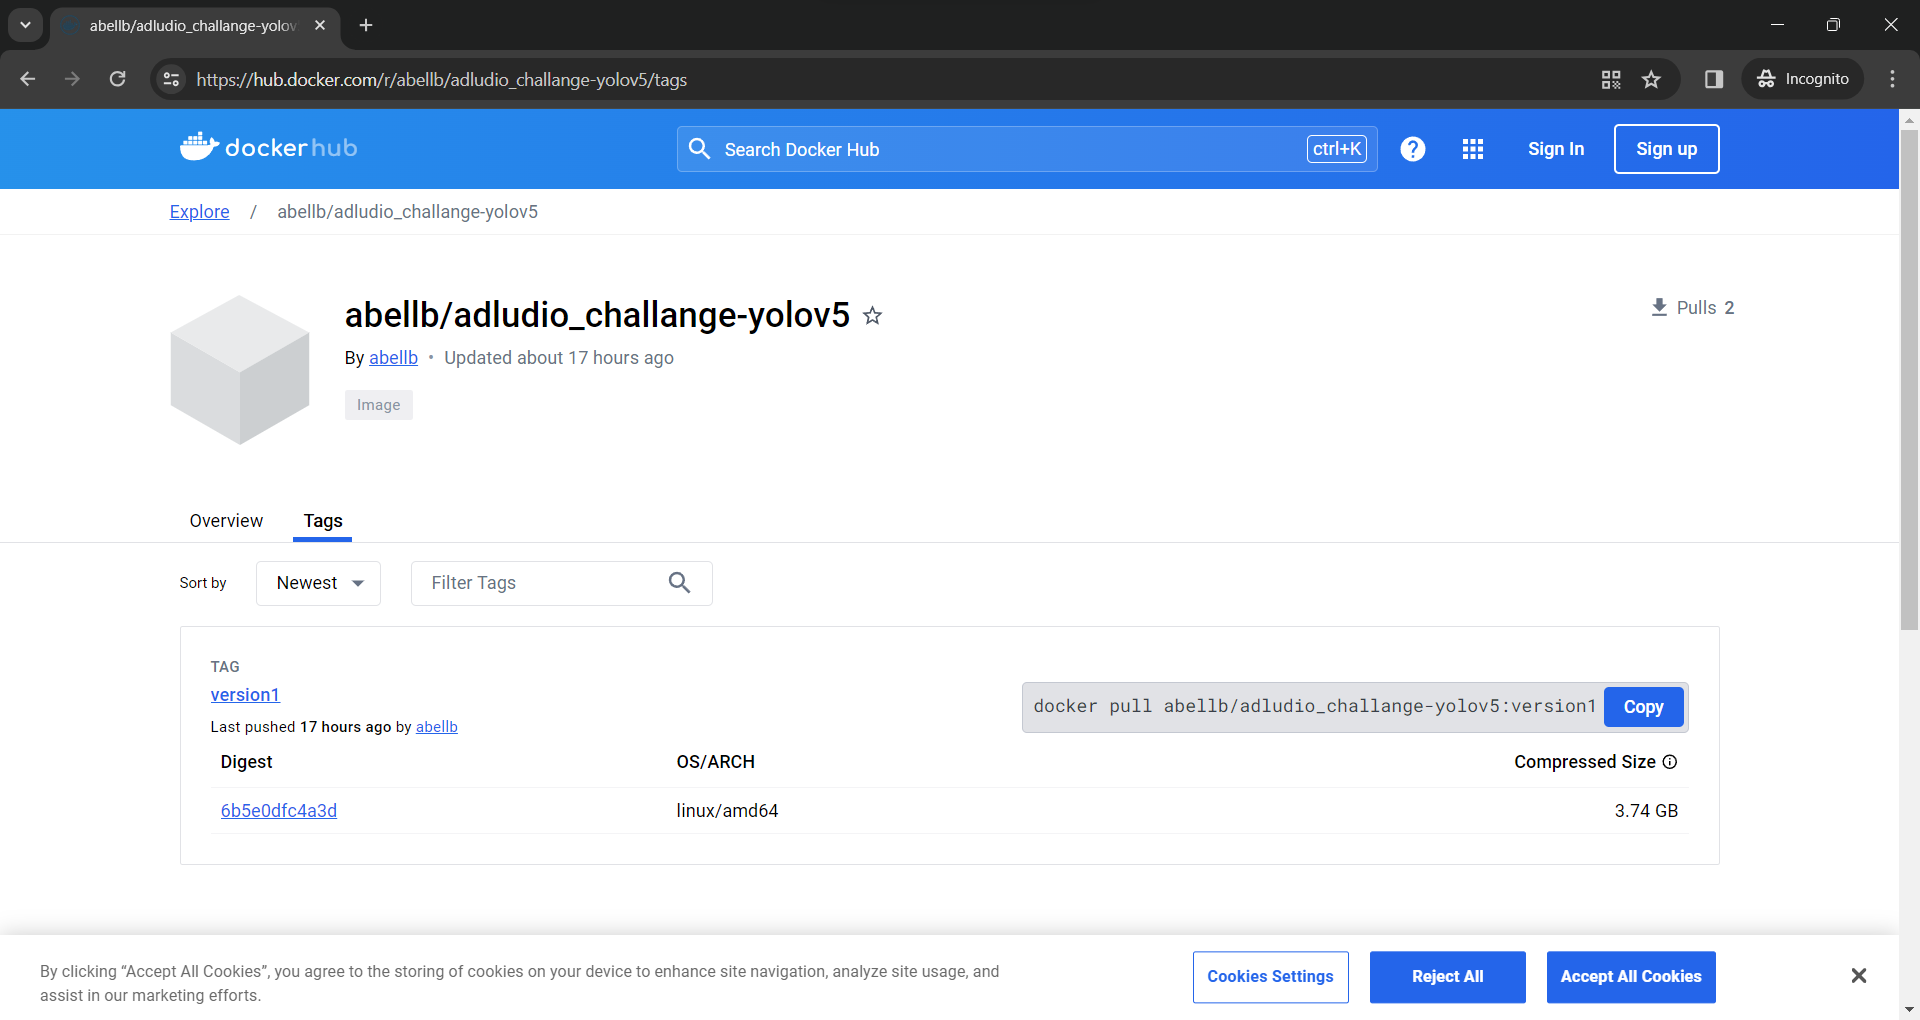 abellb/adludio_challange-yolov
https://hub.docker.com/r/abellb/adludio_challange-yolov5/tags
Incognito
dockerhub
Search Docker Hub
ctrl+K
?
Sign In
Sign up
Explore / abellb/adludio_challange-yolov5
abellb/adludio_challange-yolov5
Pulls 2
By abellb • Updated about 17 hours ago
Image
Overview
Tags
Sort by
Newest
Filter Tags
TAG
version1
docker pull abellb/adludio_challange-yolov5:version1
Copy
Last pushed 17 hours ago by abellb
Digest
OS/ARCH
Compressed Size
6b5e0dfc4a3d
linux/amd64
3.74 GB
By clicking “Accept All Cookies”, you agree to the storing of cookies on your device to enhance site navigation, analyze site usage, and
assist in our marketing efforts.
Cookies Settings
Reject All
Accept All Cookies